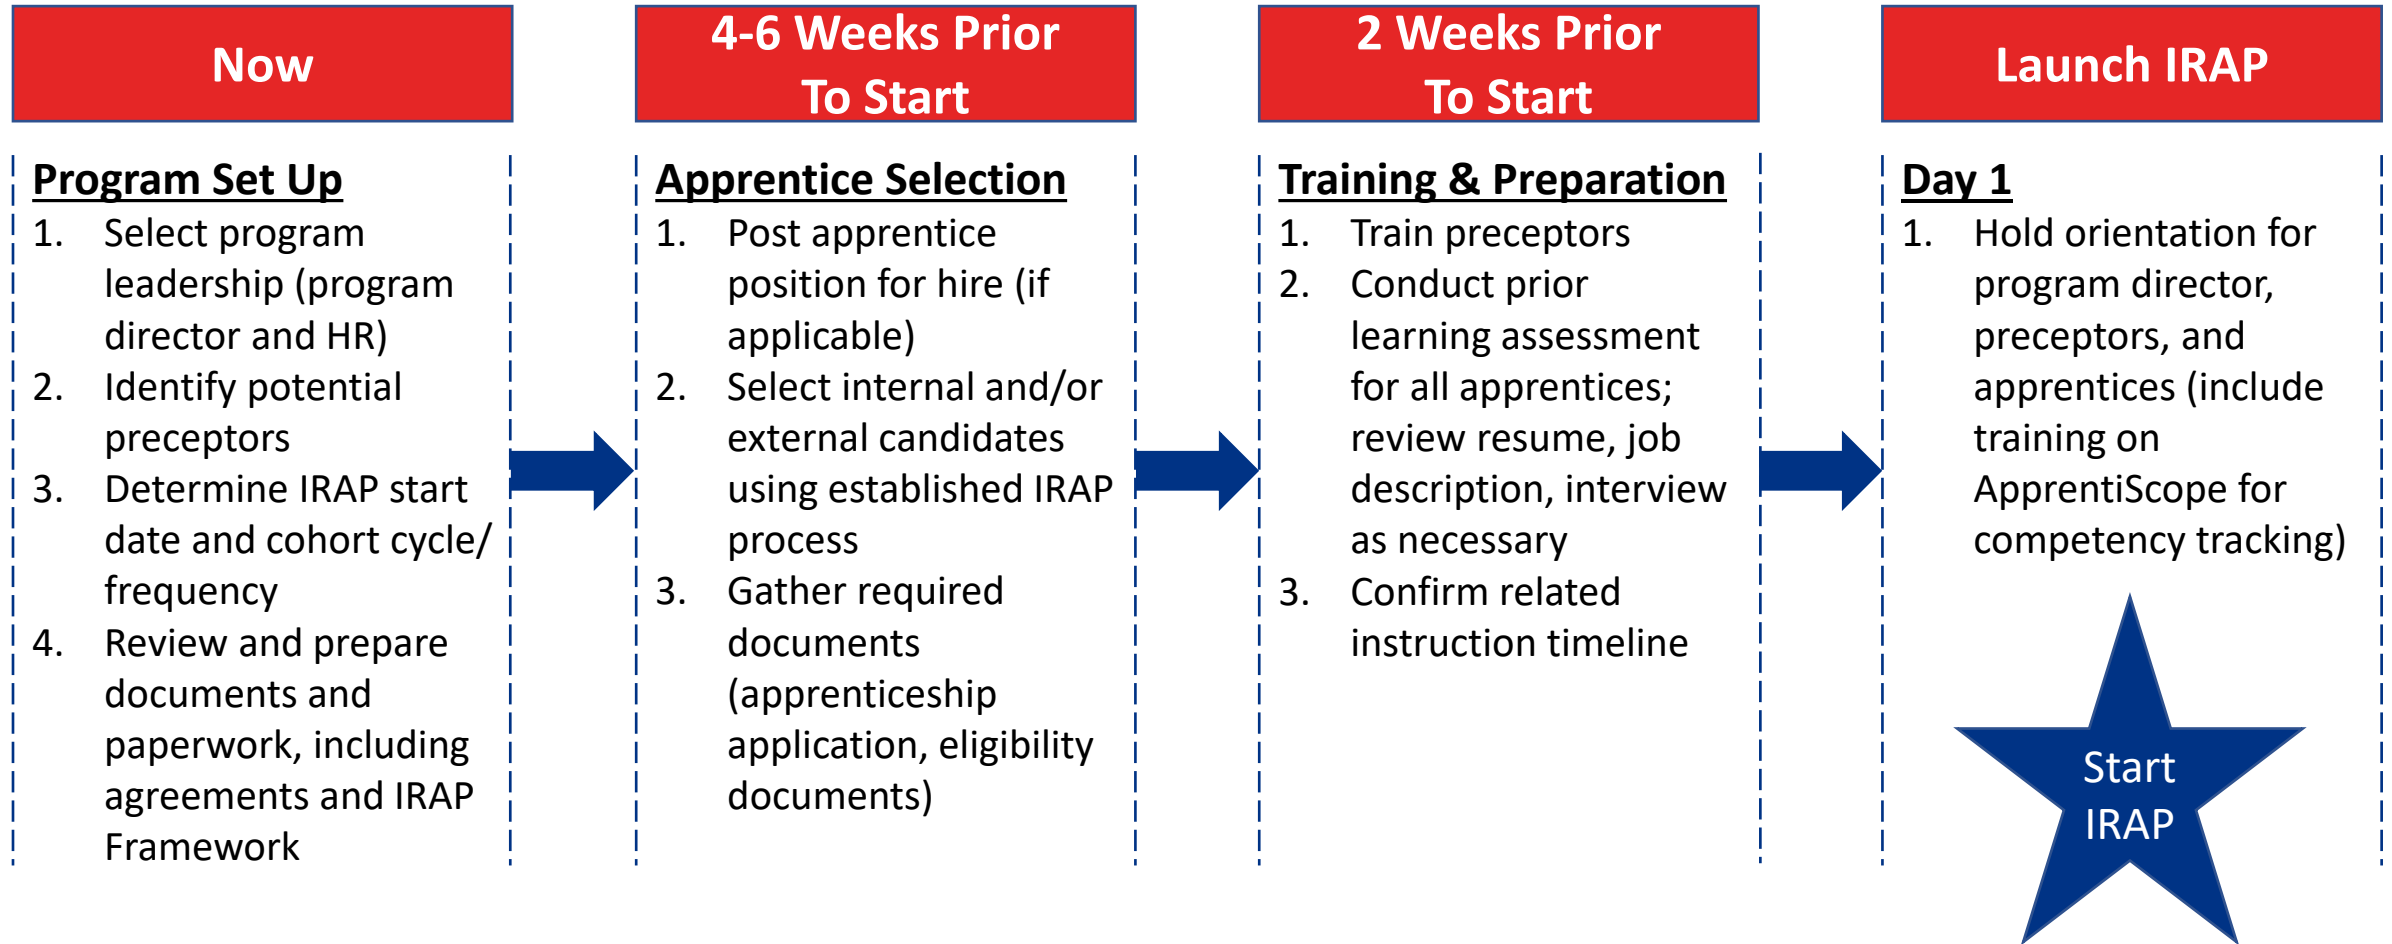 Now
Program Set Up
1. Select program
leadership (program
director and HR)
2. Identify potential
preceptors
3. Determine IRAP start
date and cohort cycle/
frequency
4. Review and prepare
documents and
paperwork, including
agreements and IRAP
Framework
4-6 Weeks Prior
To Start
Apprentice Selection
1. Post apprentice
position for hire (if
applicable)
2. Select internal and/or
external candidates
using established IRAP
process
3. Gather required
documents
(apprenticeship
application, eligibility
documents)
2 Weeks Prior
To Start
Training & Preparation
1. Train preceptors
2. Conduct prior
learning assessment
for all apprentices;
review resume, job
description, interview
as necessary
3. Confirm related
instruction timeline
Launch IRAP
Day 1
1. Hold orientation for
program director,
preceptors, and
apprentices (include
training on
ApprentiScope for
competency tracking)
Start
IRAP